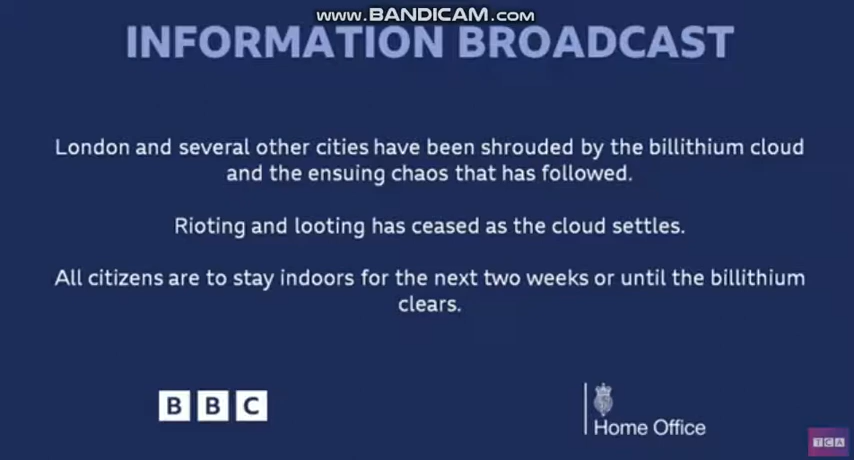 www.BANDICAM.com
INFORMATION BROADCAST
London and several other cities have been shrouded by the billithium cloud
and the ensuing chaos that has followed.
Rioting and looting has ceased as the cloud settles.
All citizens are to stay indoors for the next two weeks or until the billithium
clears.
BBC
Home Office
TCA